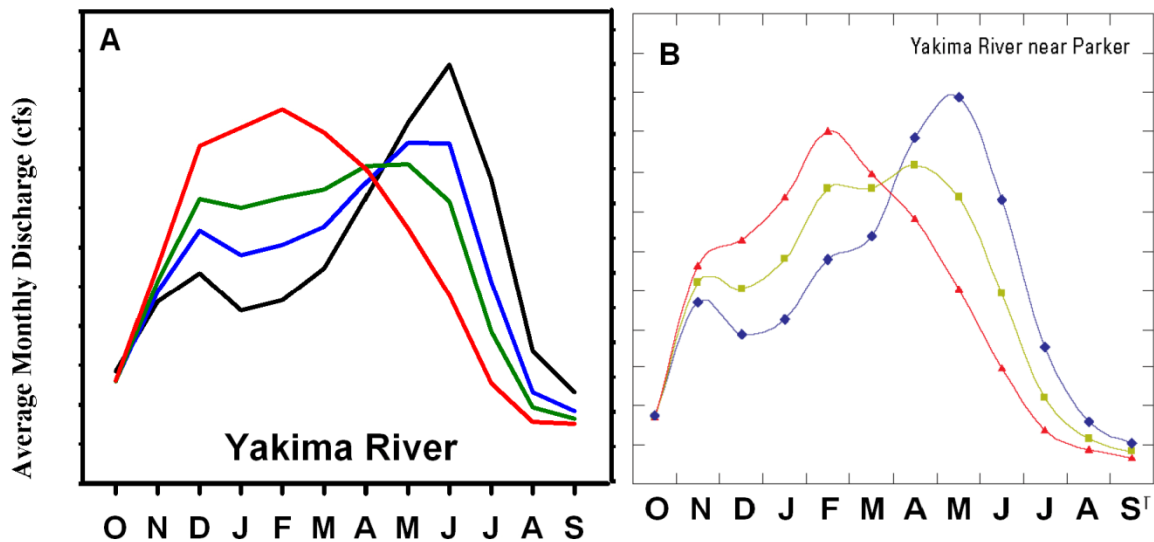 Average Monthly Discharge (cfs)
A
Yakima River
O N D J F M A M J J A S
B
Yakima River near Parker
O N D J F M A M J J A S T